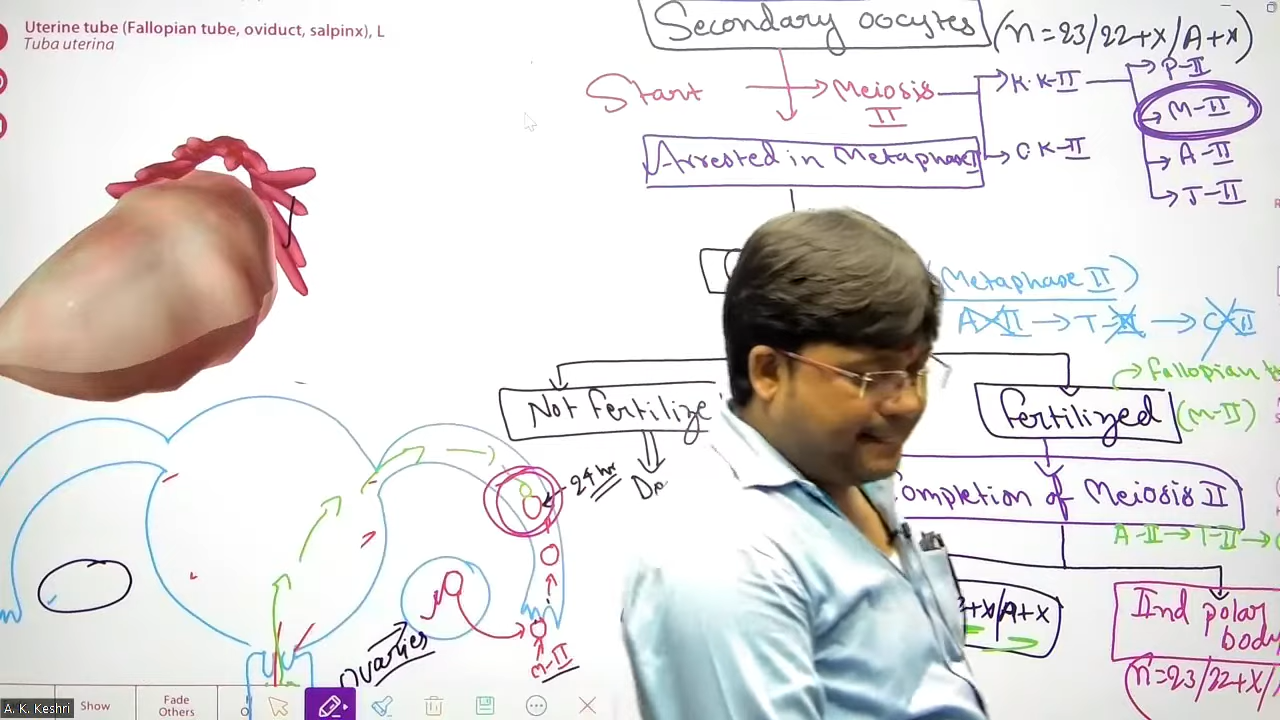 Uterine tube (Fallopian tube, oviduct, salpinx), L
Tuba uterina
Secondary oocytes (n=23/22+X/A+X)
Start → Meiosis II
K.K-II
C.K-II
P-II
M-II
A-II
T-II
Arrested in Metaphase II
(Metaphase II)
A-II → T-II → C-II
Not Fertilize
24 hr
Fallopian
Fertilized (M-II)
Completion of Meiosis II
A-II → T-II →
+X/A+X
IInd polar
body
(n=23/22+X/
Ovaries
M-II
A. K. Keshri
Show
Fade
Others